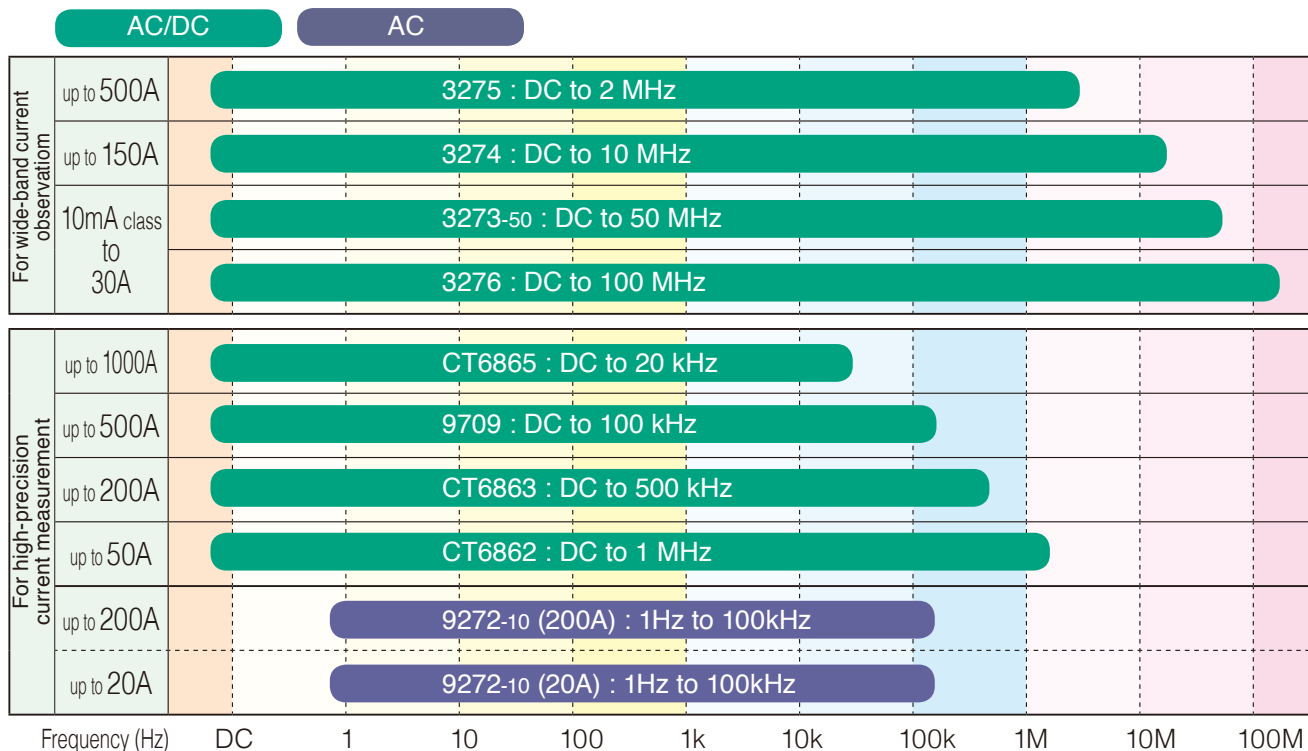 AC/DC
AC
For wide-band current
observatiom
up to 500A
3275 : DC to 2 MHz
up to 150A
3274 : DC to 10 MHz
10mA class
to
30A
3273-50 : DC to 50 MHz
3276 : DC to 100 MHz
For high-precision
current measurement
up to 1000A
CT6865 : DC to 20 kHz
up to 500A
9709 : DC to 100 kHz
up to 200A
CT6863 : DC to 500 kHz
up to 50A
CT6862 : DC to 1 MHz
up to 200A
9272-10 (200A) : 1Hz to 100kHz
up to 20A
9272-10 (20A) : 1Hz to 100kHz
Frequency (Hz) DC 1 10 100 1k 10k 100k 1M 10M 100M